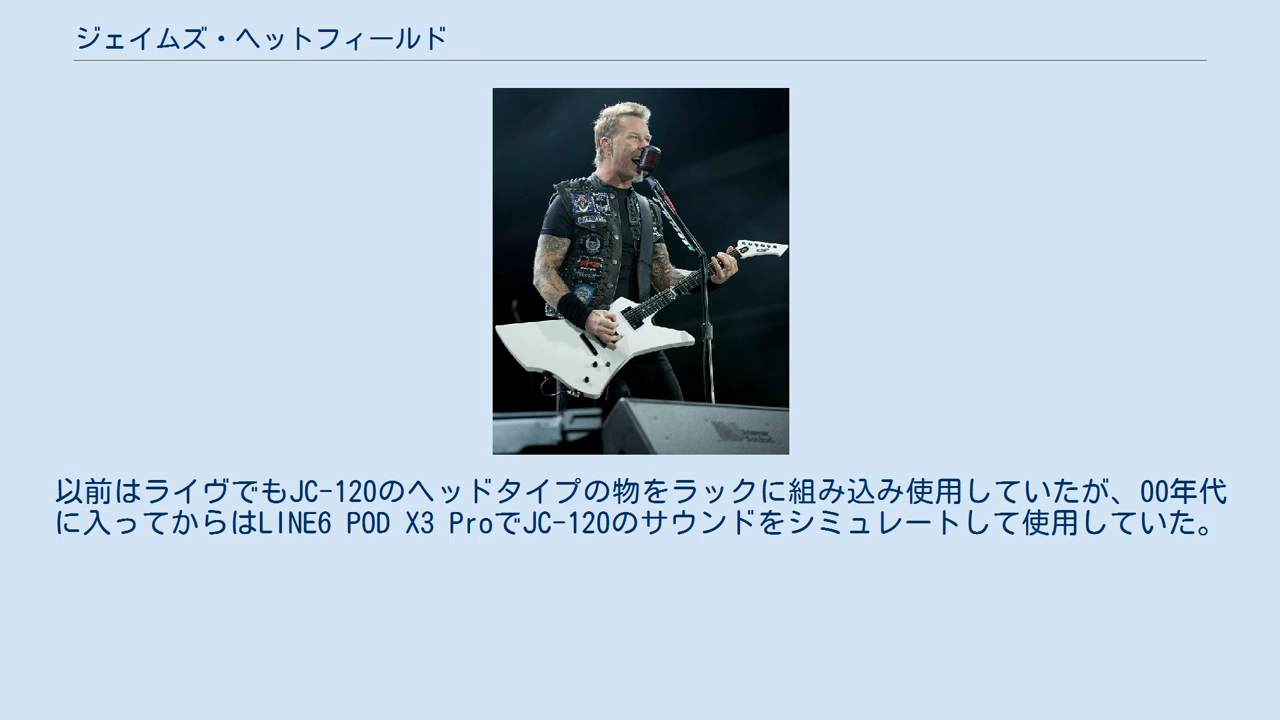 ジェイムズ・ヘットフィールド
以前はライヴでもJC-120のヘッドタイプの物をラックに組み込み使用していたが、00年代
に入ってからはLINE6 POD X3 ProでJC-120のサウンドをシミュレートして使用していた。